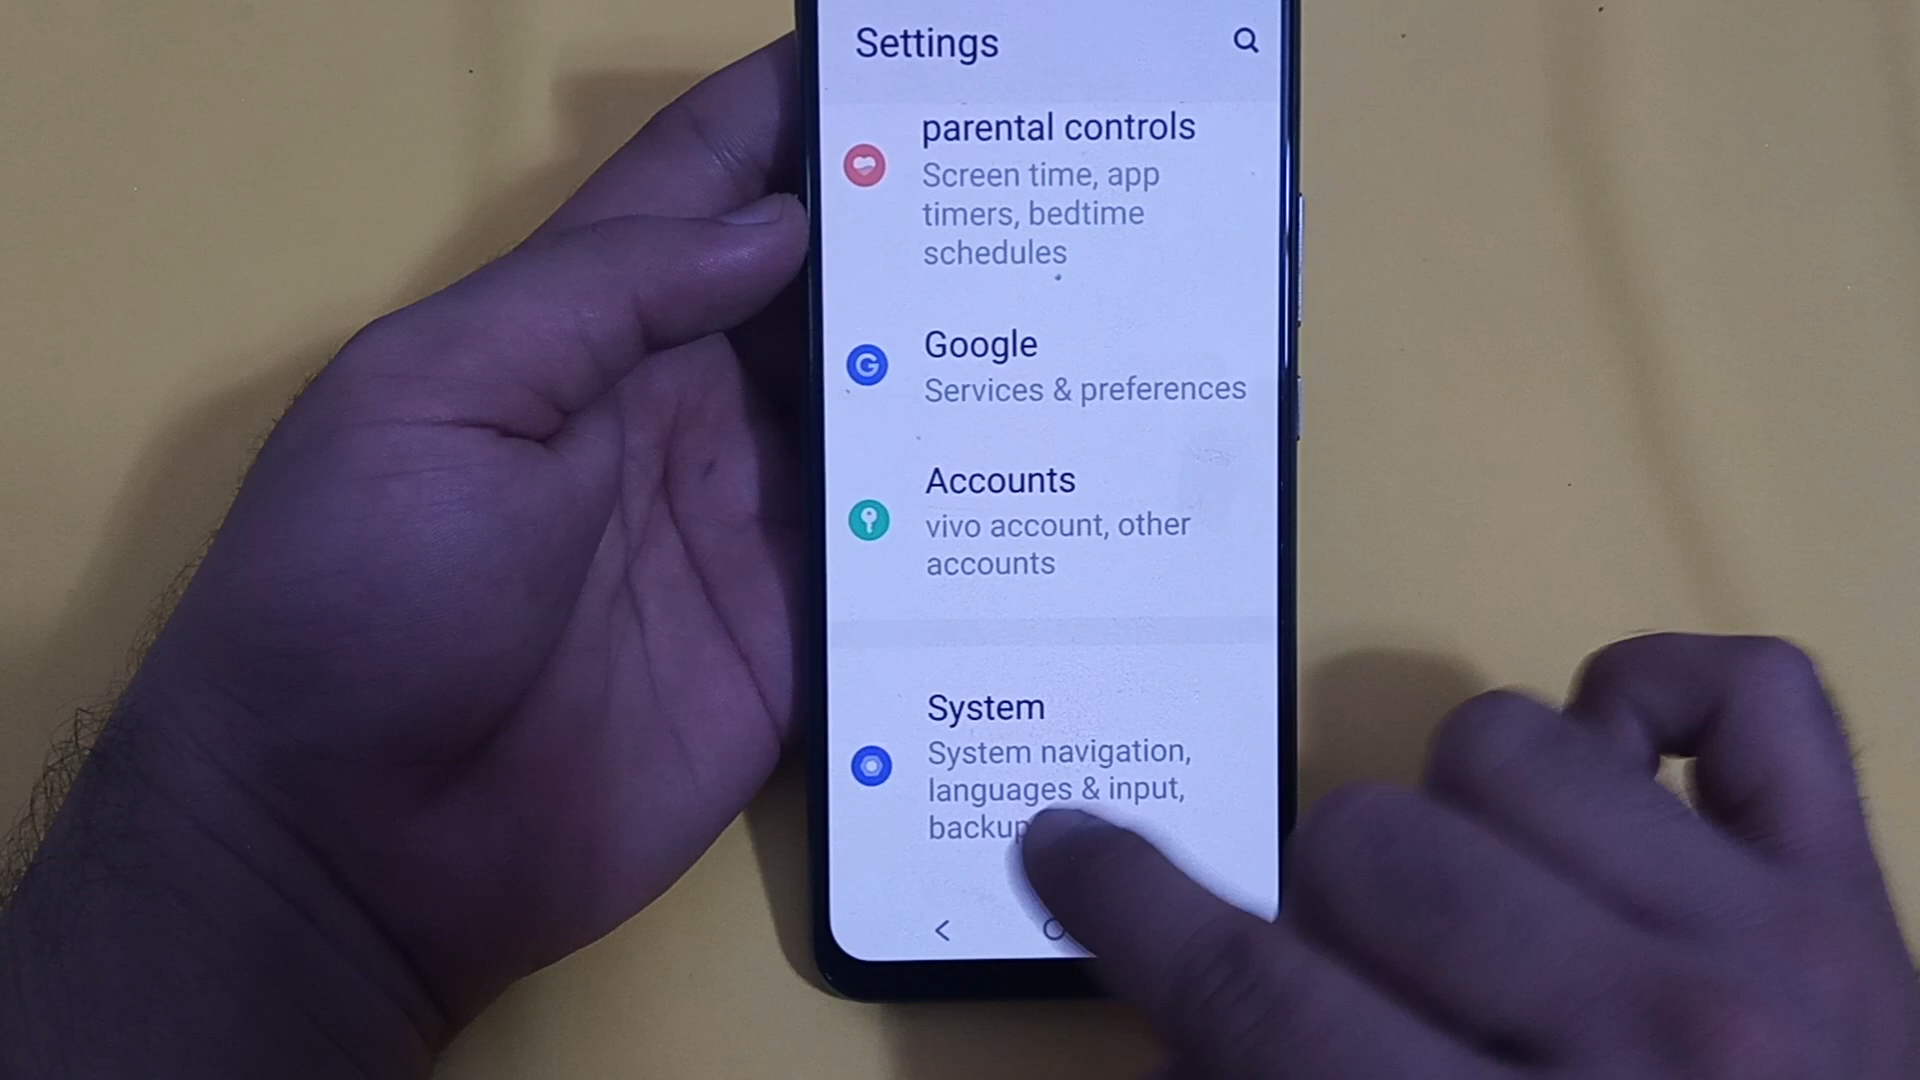 Settings
parental controls
Screen time, app
timers, bedtime
schedules
Google
G
Services & preferences
Accounts
vivo account, other
accounts
System
System navigation,
languages & input,
backup